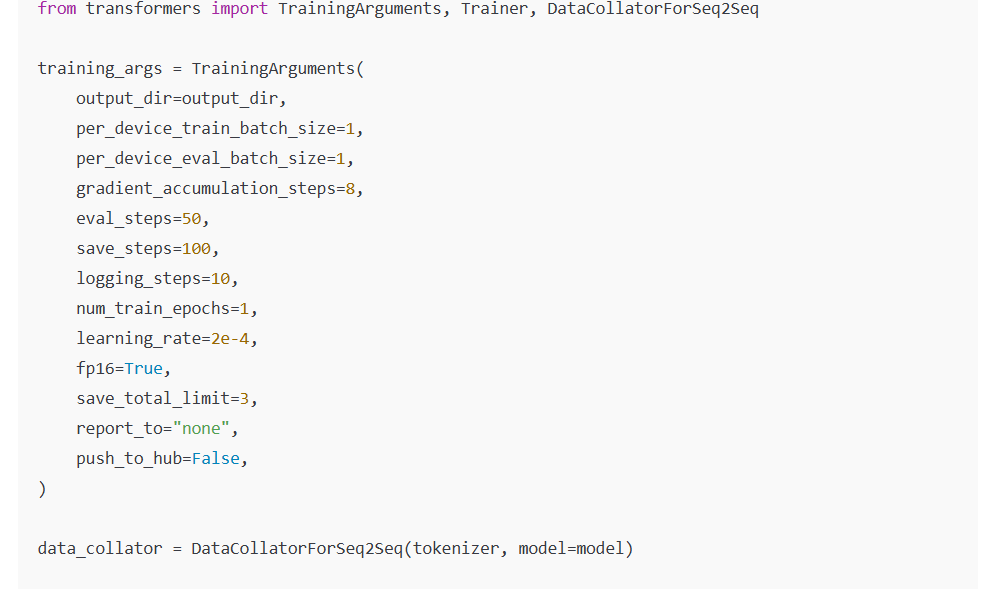 from transformers import TrainingArguments, Trainer, DataCollatorForSeq2Seq
training_args = TrainingArguments(
    output_dir=output_dir,
    per_device_train_batch_size=1,
    per_device_eval_batch_size=1,
    gradient_accumulation_steps=8,
    eval_steps=50,
    save_steps=100,
    logging_steps=10,
    num_train_epochs=1,
    learning_rate=2e-4,
    fp16=True,
    save_total_limit=3,
    report_to="none",
    push_to_hub=False,
)
data_collator = DataCollatorForSeq2Seq(tokenizer, model=model)